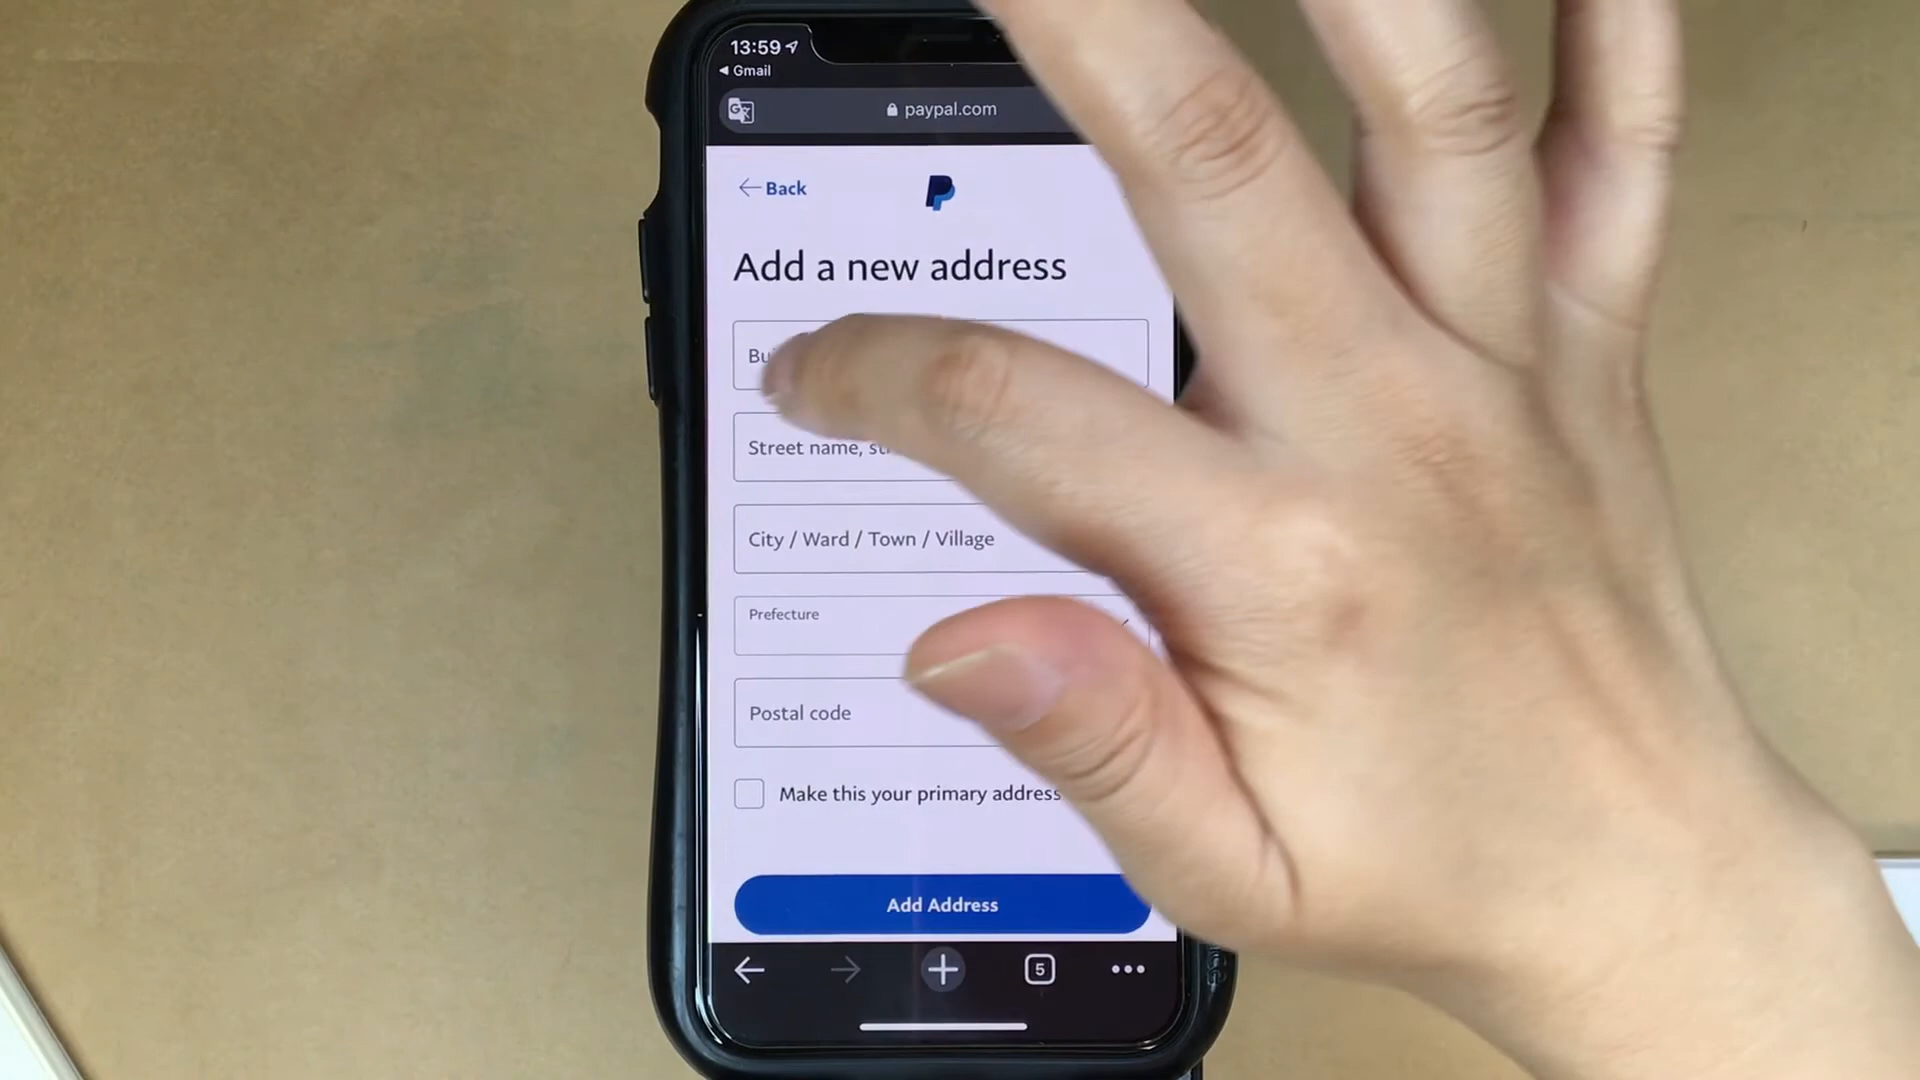 13:59
Gmail
paypal.com
Back
Add a new address
Street name,
City / Ward / Town / Village
Prefecture
Postal code
Make this your primary address
Add Address
5